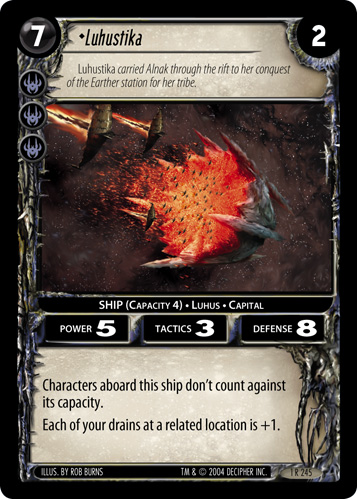 7 •Luhustika 2
Luhustika carried Alnak through the rift to her conquest
of the Earther station for her tribe.
SHIP (CAPACITY 4) • LUHUS • CAPITAL
POWER 5 TACTICS 3 DEFENSE 8
Characters aboard this ship don't count against
its capacity.
Each of your drains at a related location is +1.
ILLUS. BY ROB BURNS TM & © 2004 DECIPHER INC. 1 R 245